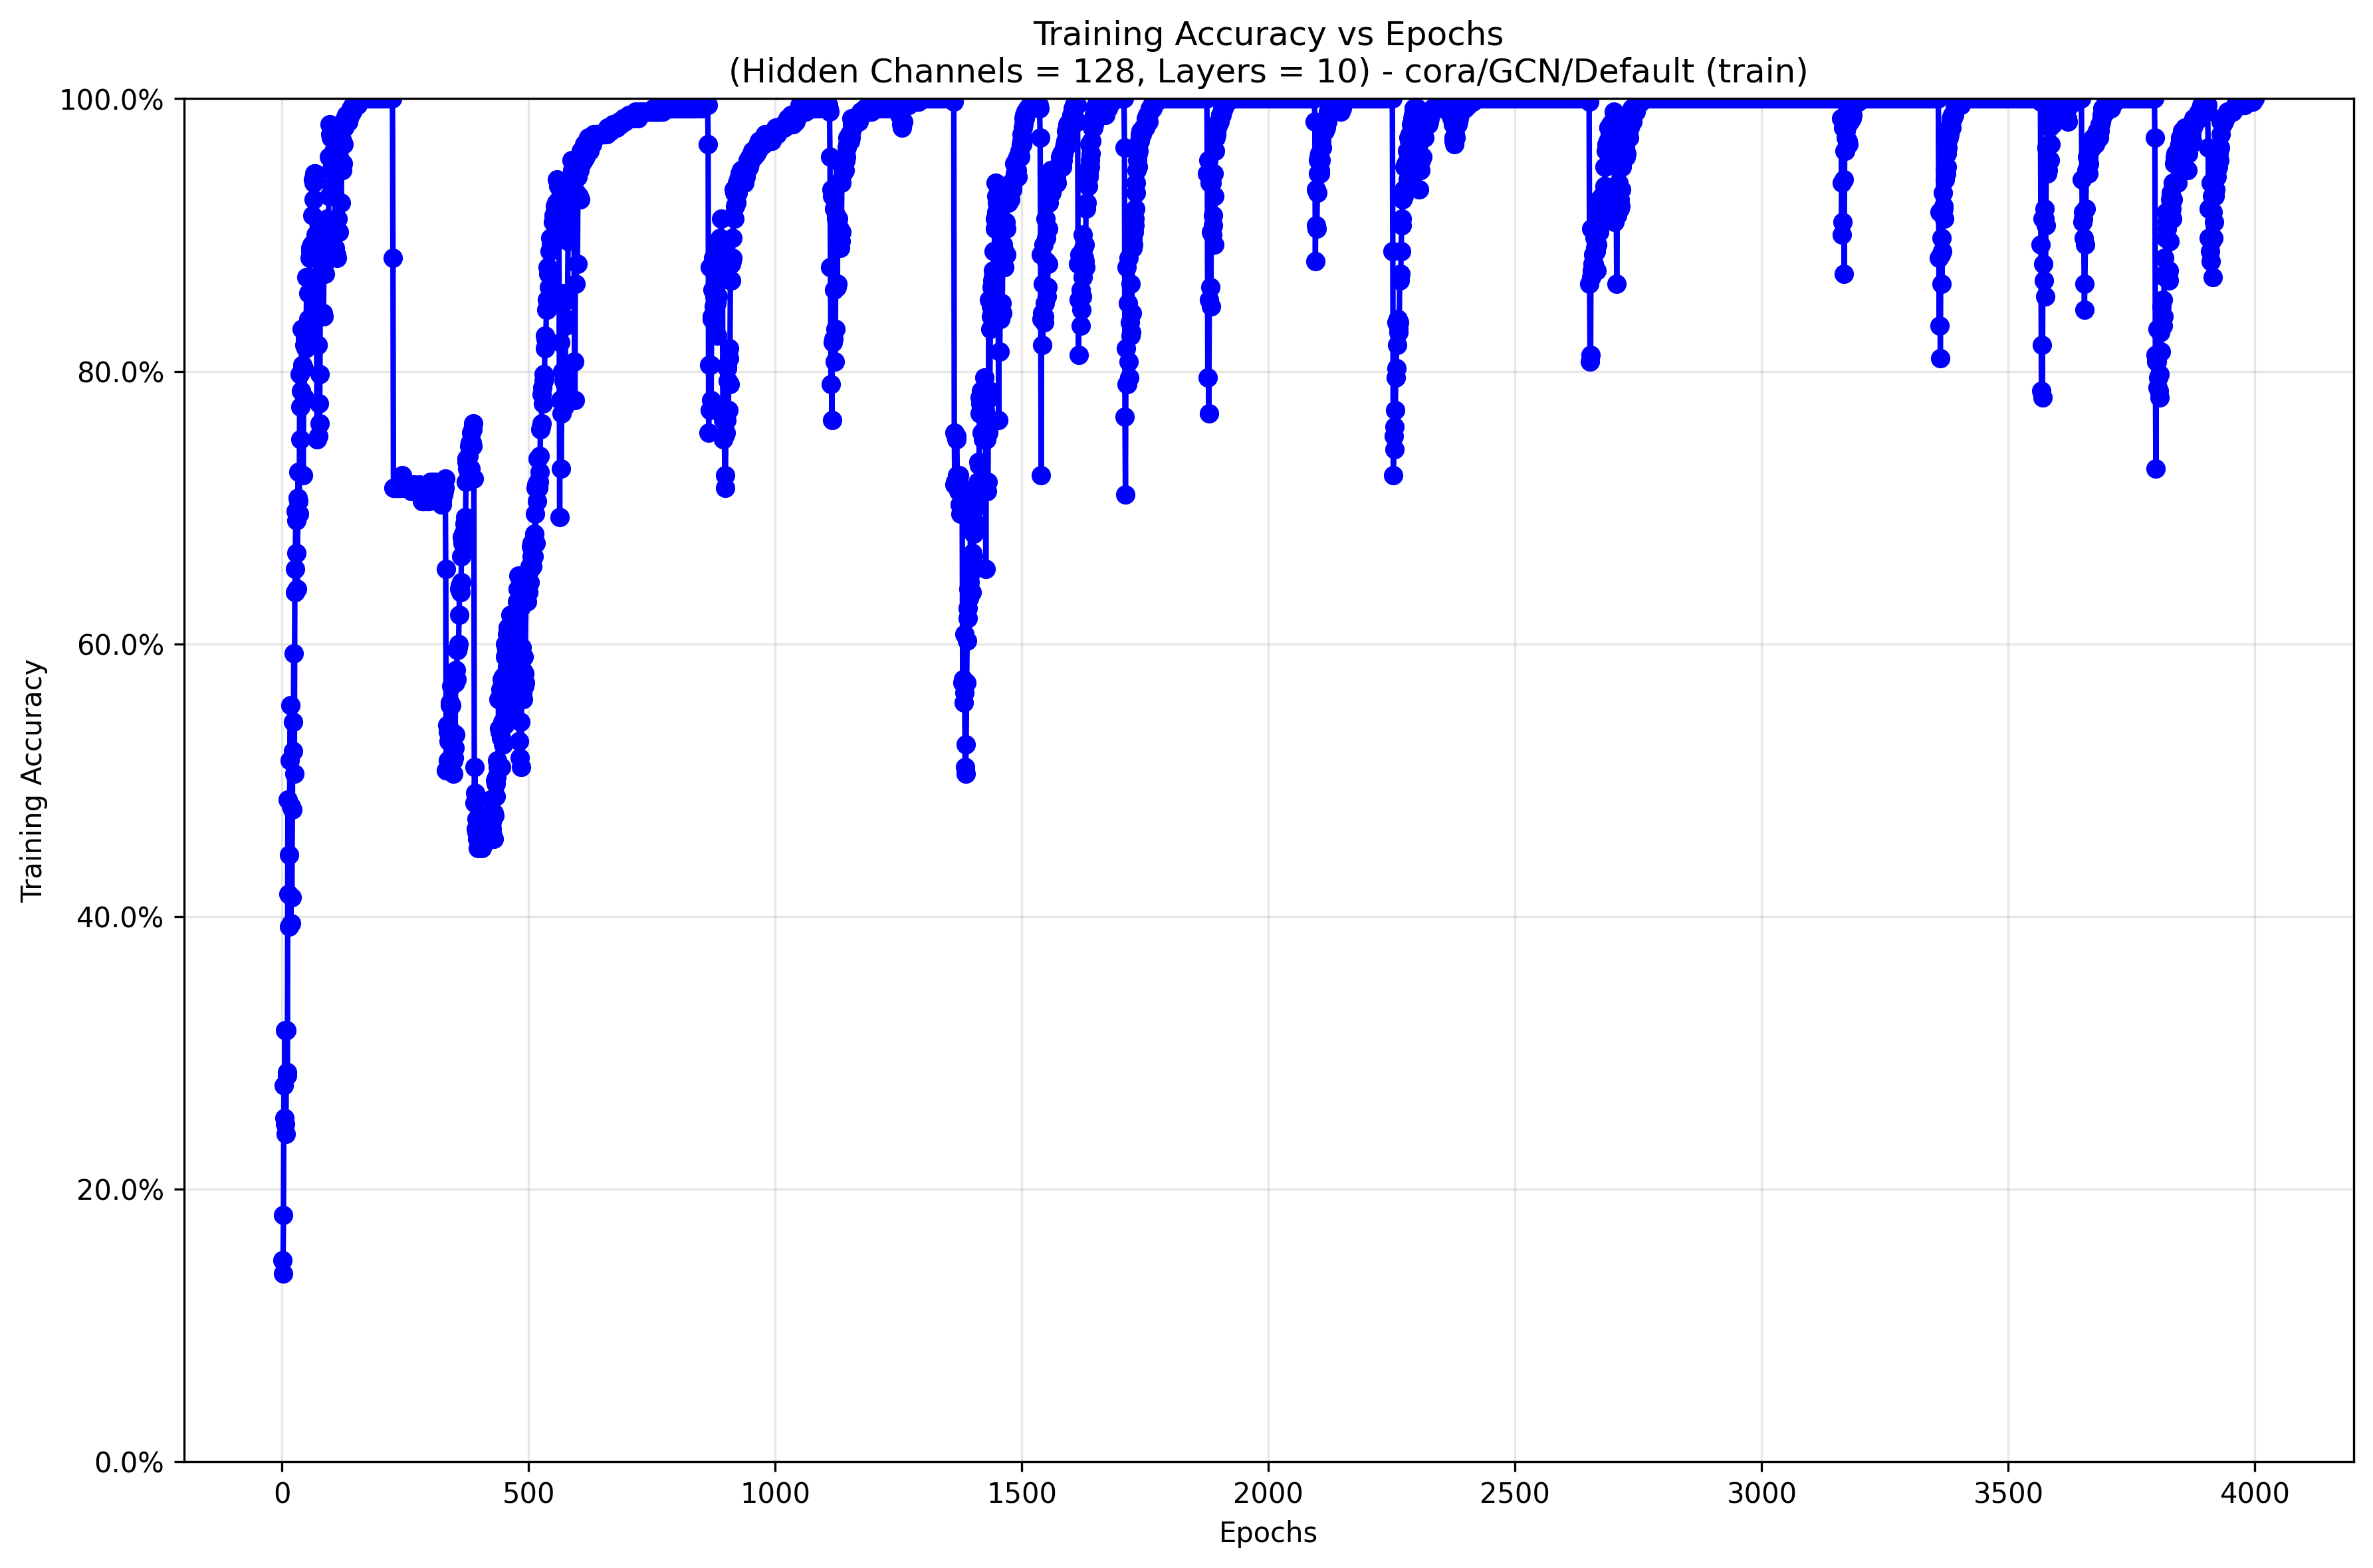 Training Accuracy vs Epochs
(Hidden Channels = 128, Layers = 10) - cora/GCN/Default (train)
100.0%
80.0%
60.0%
40.0%
20.0%
0.0%
Training Accuracy
0 500 1000 1500 2000 2500 3000 3500 4000
Epochs